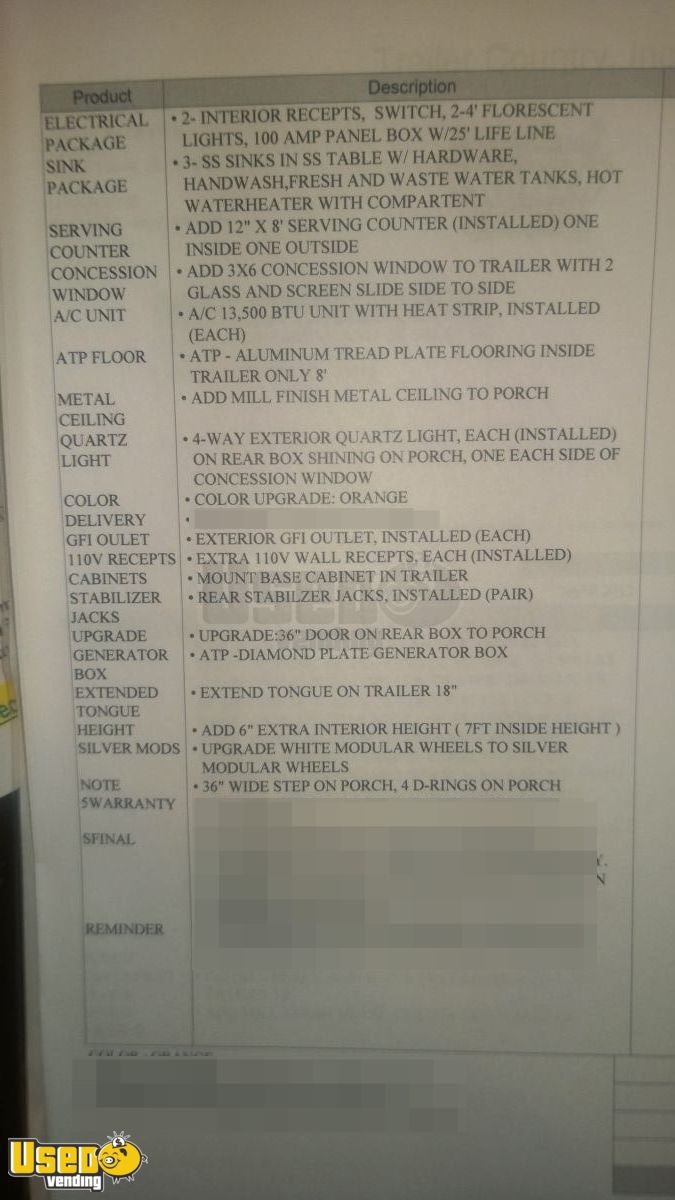 Product Description
ELECTRICAL • 2- INTERIOR RECEPTS, SWITCH, 2-4' FLORESCENT
PACKAGE LIGHTS, 100 AMP PANEL BOX W/25' LIFE LINE
SINK • 3- SS SINKS IN SS TABLE W/ HARDWARE,
PACKAGE HANDWASH,FRESH AND WASTE WATER TANKS, HOT
WATERHEATER WITH COMPARTENT
SERVING • ADD 12" X 8' SERVING COUNTER (INSTALLED) ONE
COUNTER INSIDE ONE OUTSIDE
CONCESSION • ADD 3X6 CONCESSION WINDOW TO TRAILER WITH 2
WINDOW GLASS AND SCREEN SLIDE SIDE TO SIDE
A/C UNIT • A/C 13,500 BTU UNIT WITH HEAT STRIP, INSTALLED
(EACH)
ATP FLOOR • ATP - ALUMINUM TREAD PLATE FLOORING INSIDE
TRAILER ONLY 8'
METAL • ADD MILL FINISH METAL CEILING TO PORCH
CEILING
QUARTZ • 4-WAY EXTERIOR QUARTZ LIGHT, EACH (INSTALLED)
LIGHT ON REAR BOX SHINING ON PORCH, ONE EACH SIDE OF
CONCESSION WINDOW
COLOR • COLOR UPGRADE: ORANGE
DELIVERY •
GFI OULET • EXTERIOR GFI OUTLET, INSTALLED (EACH)
110V RECEPTS • EXTRA 110V WALL RECEPTS, EACH (INSTALLED)
CABINETS • MOUNT BASE CABINET IN TRAILER
STABILIZER • REAR STABILZER JACKS, INSTALLED (PAIR)
JACKS
UPGRADE • UPGRADE:36" DOOR ON REAR BOX TO PORCH
GENERATOR • ATP -DIAMOND PLATE GENERATOR BOX
BOX
EXTENDED • EXTEND TONGUE ON TRAILER 18"
TONGUE
HEIGHT • ADD 6" EXTRA INTERIOR HEIGHT ( 7FT INSIDE HEIGHT )
SILVER MODS • UPGRADE WHITE MODULAR WHEELS TO SILVER
MODULAR WHEELS
NOTE • 36" WIDE STEP ON PORCH, 4 D-RINGS ON PORCH
5WARRANTY
SFINAL
REMINDER
COLOR : ORANGE
USED
vending